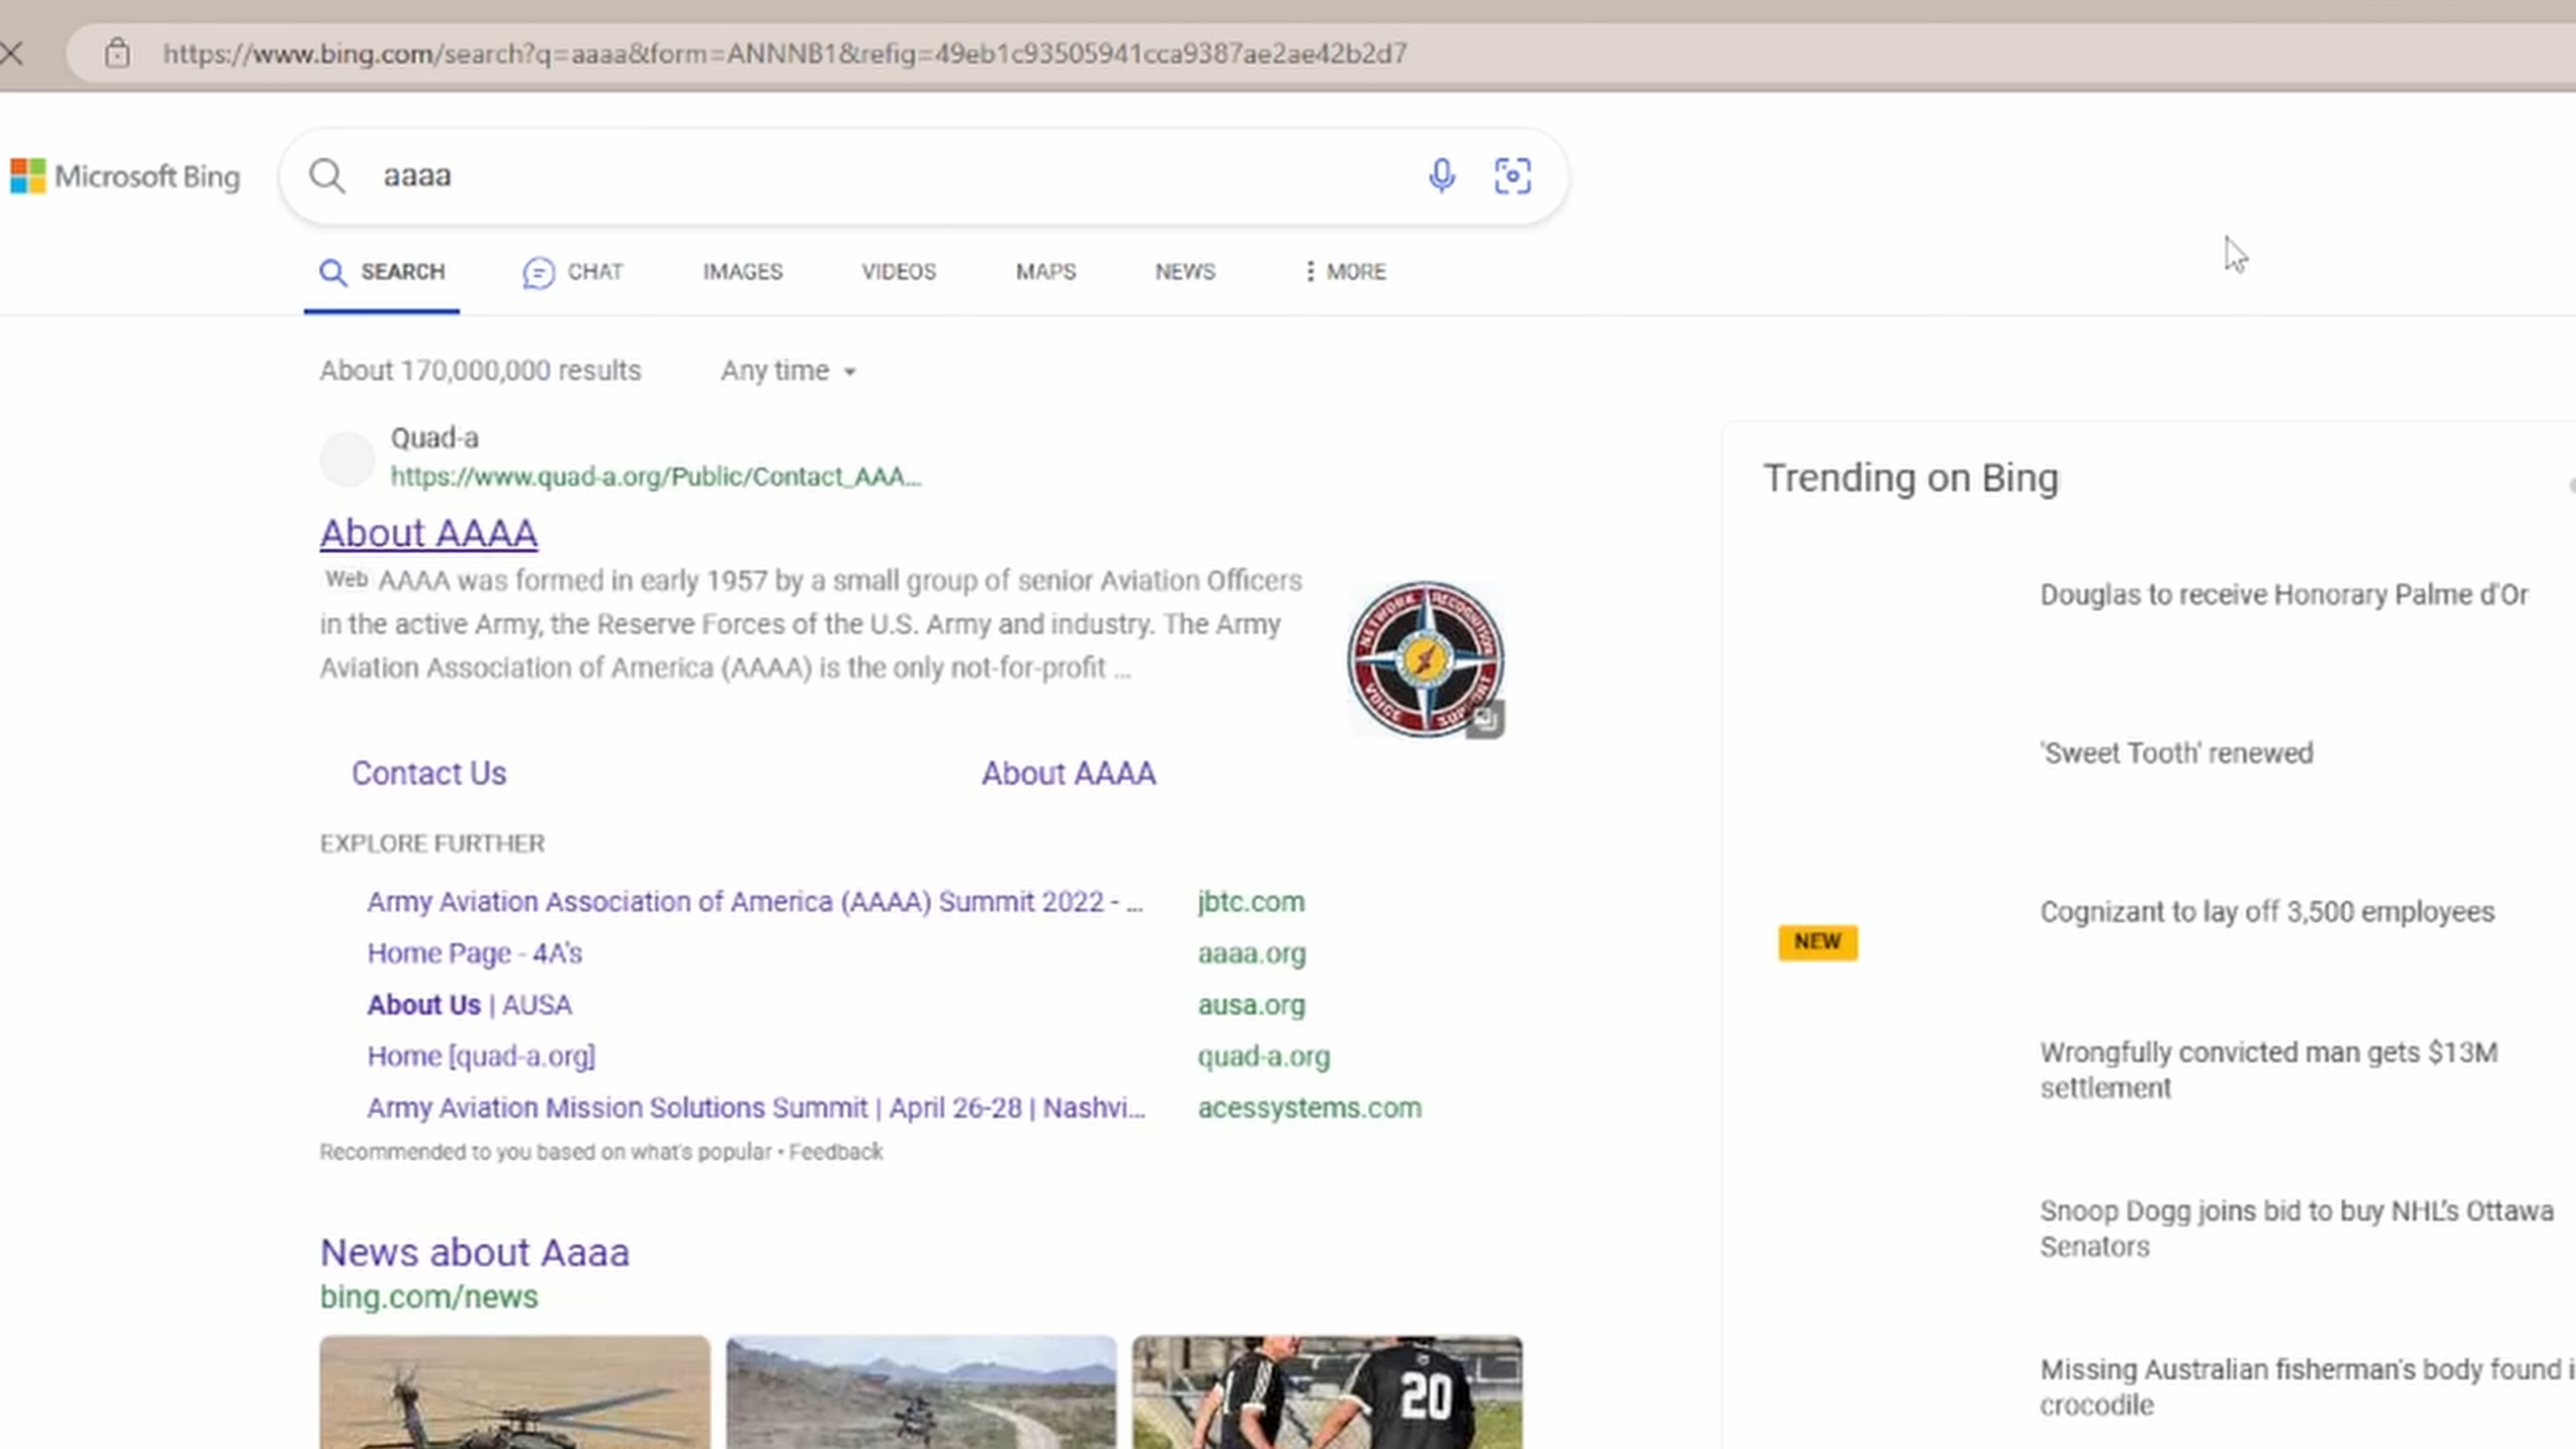 https://www.bing.com/search?q=aaaa&form=ANNNB1&refig=49eb1c93505941cca9387ae2ae42b2d7
Microsoft Bing
aaaa
SEARCH CHAT IMAGES VIDEOS MAPS NEWS MORE
About 170,000,000 results Any time
Quad-a
https://www.quad-a.org/Public/Contact_AAA...
About AAAA
Web AAAA was formed in early 1957 by a small group of senior Aviation Officers
in the active Army, the Reserve Forces of the U.S. Army and industry. The Army
Aviation Association of America (AAAA) is the only not-for-profit ...
NETWORK RECOGNITION
VOICE SUPPORT
Contact Us About AAAA
EXPLORE FURTHER
Army Aviation Association of America (AAAA) Summit 2022 - ... jbtc.com
Home Page - 4A's aaaa.org
About Us | AUSA ausa.org
Home [quad-a.org] quad-a.org
Army Aviation Mission Solutions Summit | April 26-28 | Nashvi... acessystems.com
Recommended to you based on what's popular • Feedback
News about Aaaa
bing.com/news
20
Trending on Bing
Douglas to receive Honorary Palme d'Or
'Sweet Tooth' renewed
Cognizant to lay off 3,500 employees
NEW
Wrongfully convicted man gets $13M
settlement
Snoop Dogg joins bid to buy NHL's Ottawa
Senators
Missing Australian fisherman's body found
crocodile